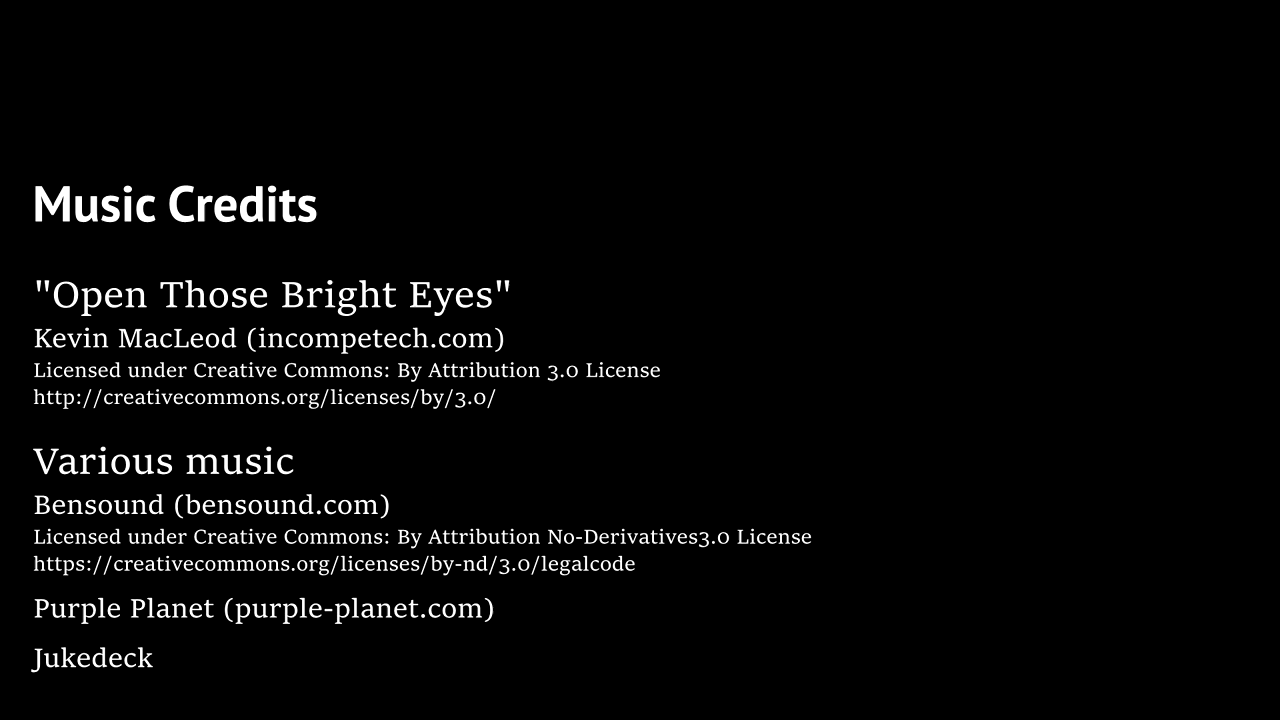 Music Credits
"Open Those Bright Eyes"
Kevin MacLeod (incompetech.com)
Licensed under Creative Commons: By Attribution 3.0 License
http://creativecommons.org/licenses/by/3.0/
Various music
Bensound (bensound.com)
Licensed under Creative Commons: By Attribution No-Derivatives3.0 License
https://creativecommons.org/licenses/by-nd/3.0/legalcode
Purple Planet (purple-planet.com)
Jukedeck